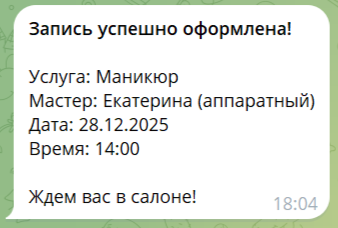 Запись успешно оформлена!
Услуга: Маникюр
Мастер: Екатерина (аппаратный)
Дата: 28.12.2025
Время: 14:00
Ждем вас в салоне!
18:04